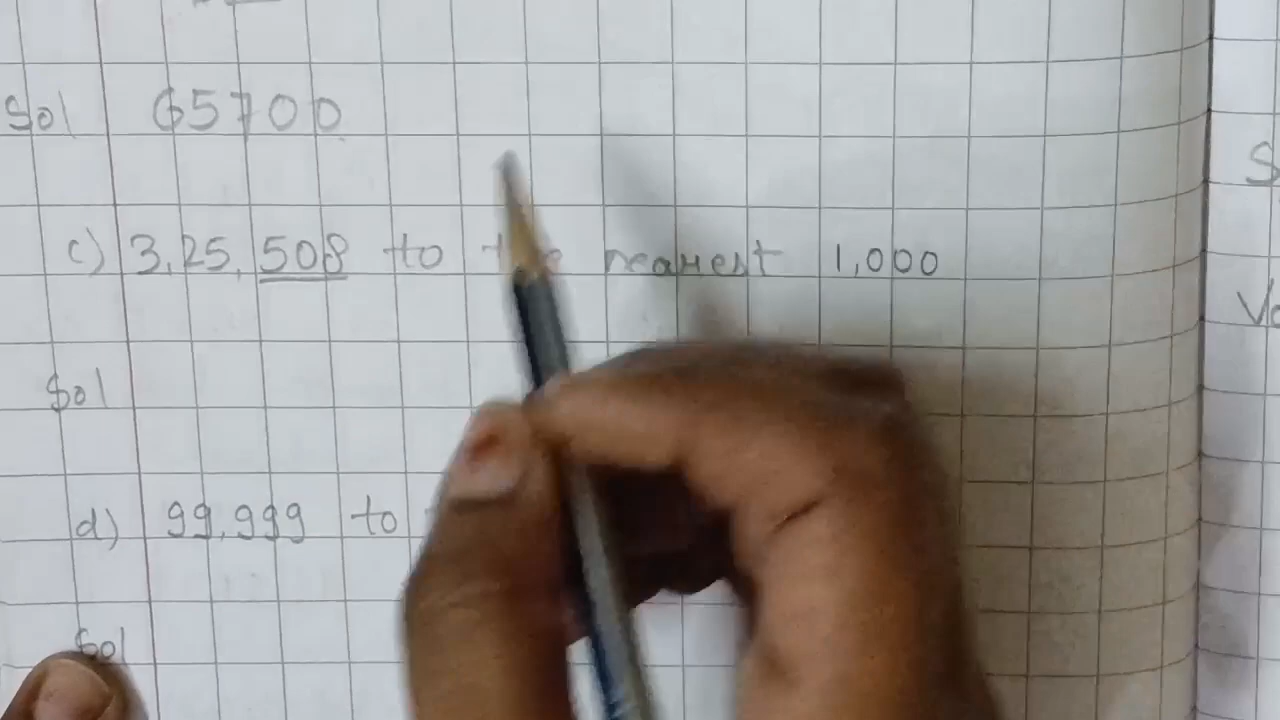 Sol 65700
c) 3,25,508 to nearest 1,000
Sol
d) 99,999 to
Sol